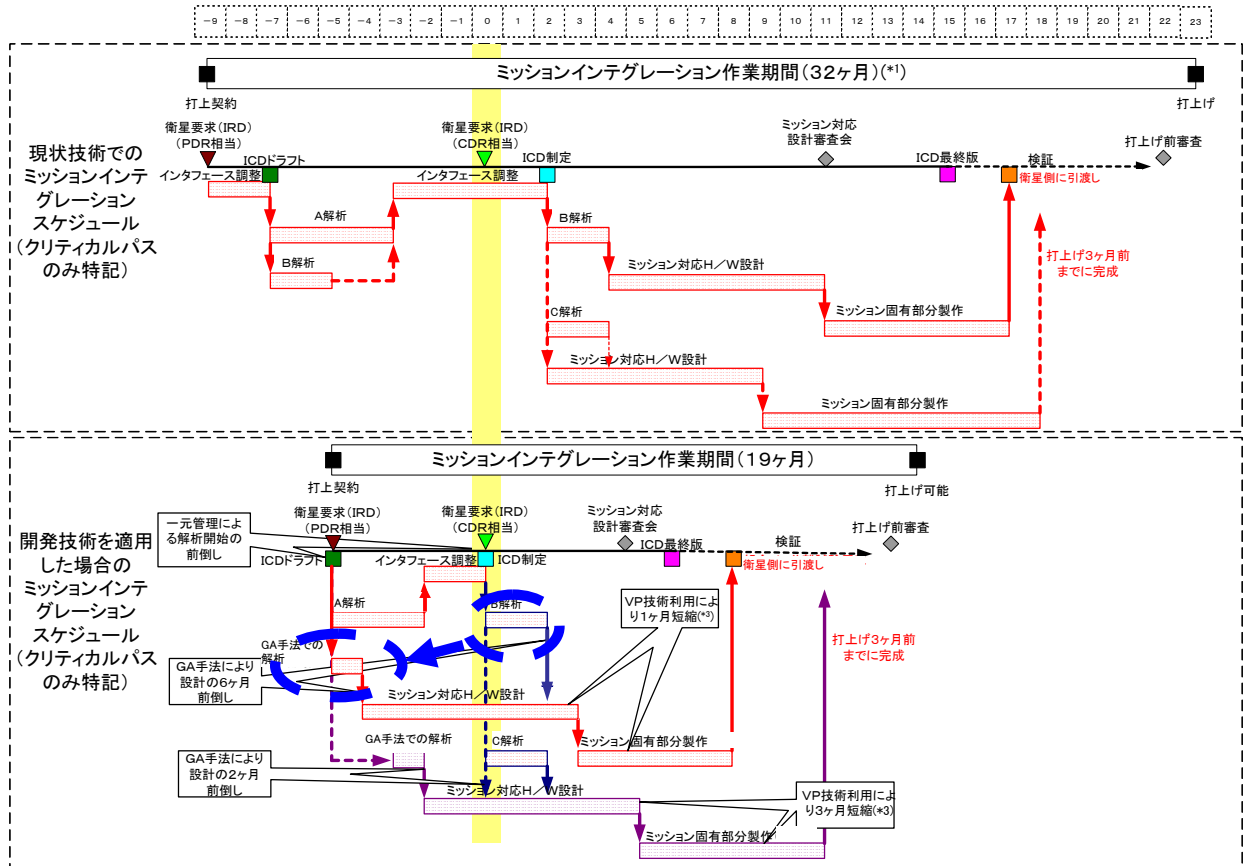 -9 -8 -7 -6 -5 -4 -3 -2 -1 0 1 2 3 4 5 6 7 8 9 10 11 12 13 14 15 16 17 18 19 20 21 22 23
ミッションインテグレーション作業期間(32ヶ月)(*1)
打上契約
打上げ
現状技術での
ミッションインテ
グレーション
スケジュール
(クリティカルパス
のみ特記)
衛星要求(IRD)
(PDR相当)
ICDドラフト
インタフェース調整
衛星要求(IRD)
(CDR相当)
ICD制定
インタフェース調整
ミッション対応
設計審査会
ICD最終版
検証
衛星側に引渡し
打上げ前審査
A解析
B解析
B解析
ミッション対応H/W設計
ミッション固有部分製作
打上げ3ヶ月前
までに完成
C解析
ミッション対応H/W設計
ミッション固有部分製作
ミッションインテグレーション作業期間(19ヶ月)
打上契約
打上げ可能
開発技術を適用
した場合の
ミッションインテ
グレーション
スケジュール
(クリティカルパス
のみ特記)
一元管理によ
る解析開始の
前倒し
衛星要求(IRD)
(PDR相当)
ICDドラフト
衛星要求(IRD)
(CDR相当)
インタフェース調整
ICD制定
ミッション対応
設計審査会
ICD最終版
検証
衛星側に引渡し
打上げ前審査
A解析
B解析
VP技術利用によ
り1ヶ月短縮(*3)
GA手法での
解析
GA手法により
設計の6ヶ月
前倒し
ミッション対応H/W設計
ミッション固有部分製作
打上げ3ヶ月前
までに完成
GA手法での解析
C解析
GA手法により
設計の2ヶ月
前倒し
ミッション対応H/W設計
VP技術利用によ
り3ヶ月短縮(*3)
ミッション固有部分製作